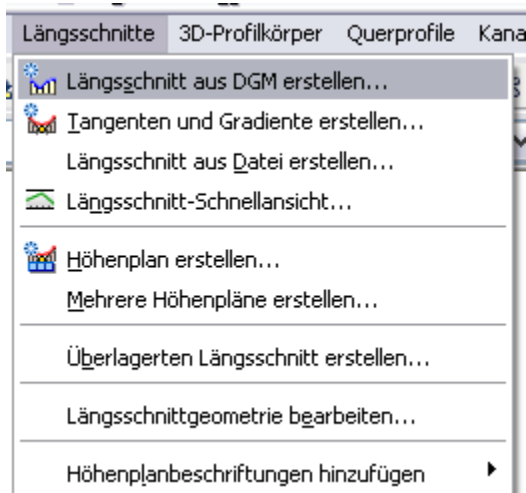 Längsschnitte 3D-Profilkörper Querprofile Kana
Längsschnitt aus DGM erstellen...
Tangenten und Gradiente erstellen...
Längsschnitt aus Datei erstellen...
Längsschnitt-Schnellansicht...
Höhenplan erstellen...
Mehrere Höhenpläne erstellen...
Überlagerten Längsschnitt erstellen...
Längsschnittgeometrie bearbeiten...
Höhenplanbeschriftungen hinzufügen